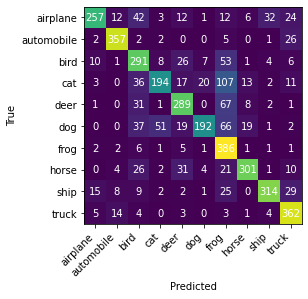 airplane 257 12 42 3 12 1 12 6 32 24
automobile 2 357 2 2 0 0 5 0 1 26
bird 10 1 291 8 26 7 53 1 4 6
cat 3 0 36 194 17 20 107 13 2 11
deer 1 0 31 1 289 0 67 8 2 1
dog 0 0 37 51 19 192 66 19 1 2
frog 2 2 6 1 5 1 386 1 1 1
horse 0 4 26 2 31 4 21 301 1 10
ship 15 8 9 2 2 1 25 0 314 29
truck 5 14 4 0 3 0 3 1 4 362
True
airplane automobile bird cat deer dog frog horse ship truck
Predicted